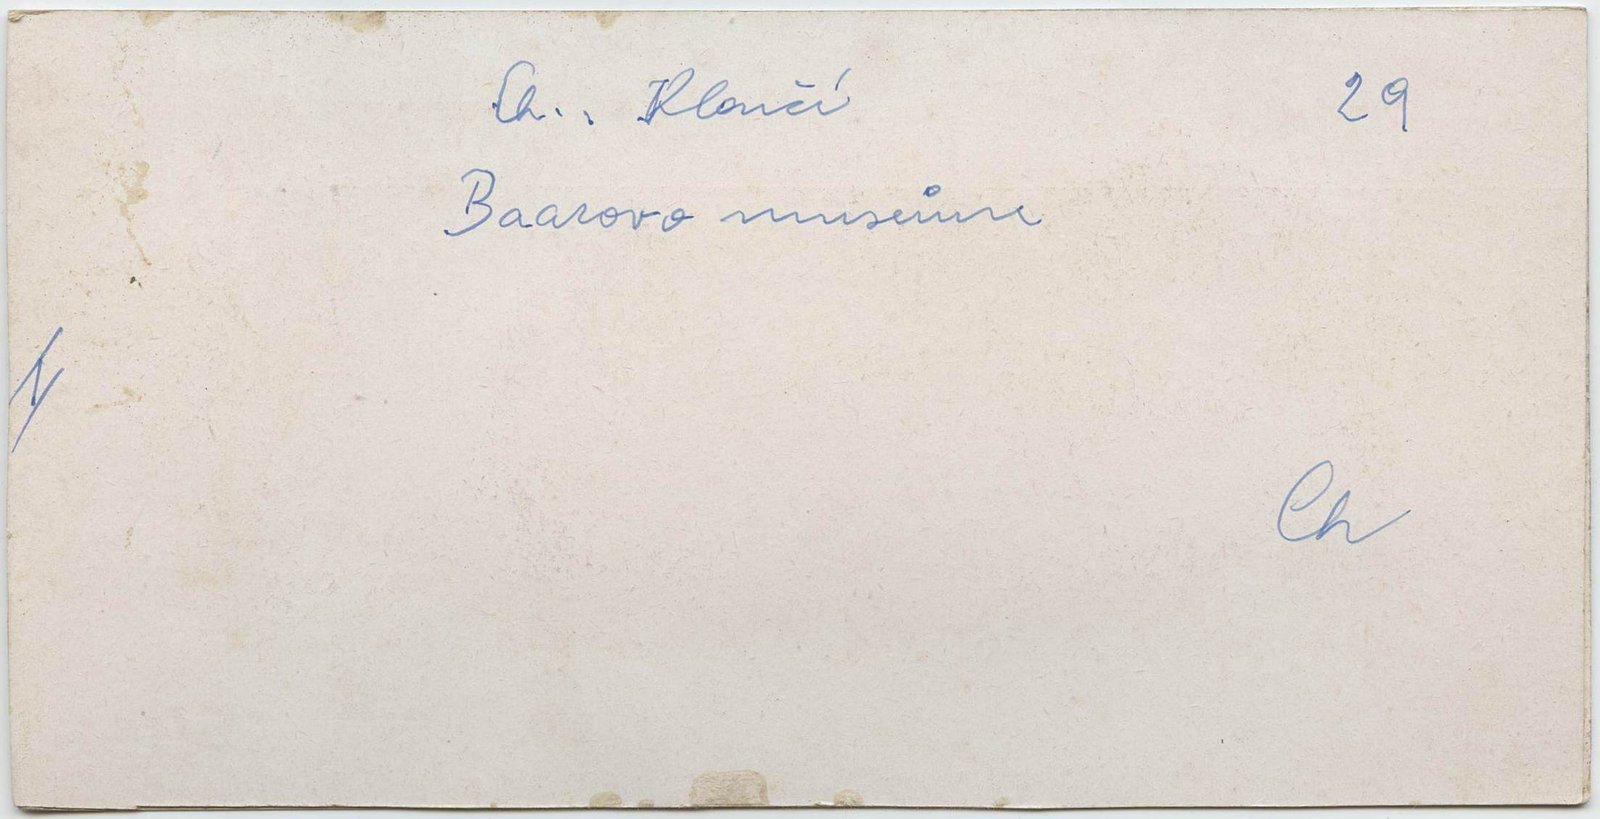 Ch.. Klenčí 29
Baarovo museum
Ch